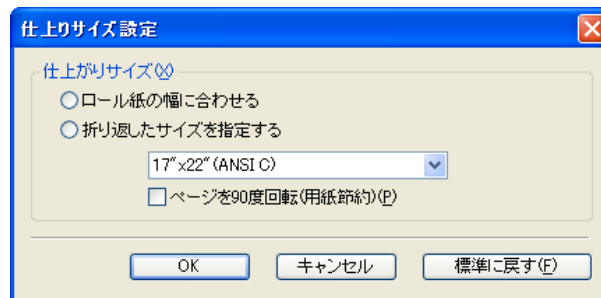 仕上りサイズ設定
仕上がりサイズ(X)
ロール紙の幅に合わせる
折り返したサイズを指定する
17"x22"(ANSI C)
ページを90度回転(用紙節約)(P)
OK キャンセル 標準に戻す(F)